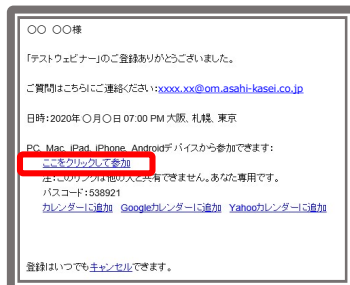 〇〇 〇〇様
「テストウェビナー」のご登録ありがとうございました。
ご質問はこちらにご連絡ください:xxxx.xx@om.asahi-kasei.co.jp
日時:2020年〇月〇日 07:00 PM 大阪、札幌、東京
PC、Mac、iPad、iPhone、Androidデバイスから参加できます:
ここをクリックして参加
注:このリンクは他の人と共有できません。あなた専用です。
パスコード:538921
カレンダーに追加 Googleカレンダーに追加 Yahooカレンダーに追加
登録はいつでもキャンセルできます。